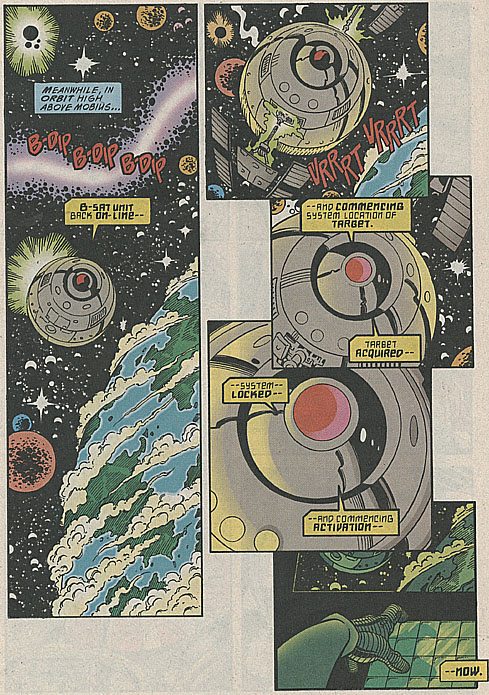 MEANWHILE, IN
ORBIT HIGH
ABOVE MOBIUS...
B-DIP
B-DIP
B-DIP
B-SAT UNIT
BACK ON-LINE--
VRRRT
VRRRT
--AND COMMENCING
SYSTEM LOCATION OF
TARGET.
TARGET
ACQUIRED--
--SYSTEM--
LOCKED--
--AND COMMENCING
ACTIVATION--
--NOW.